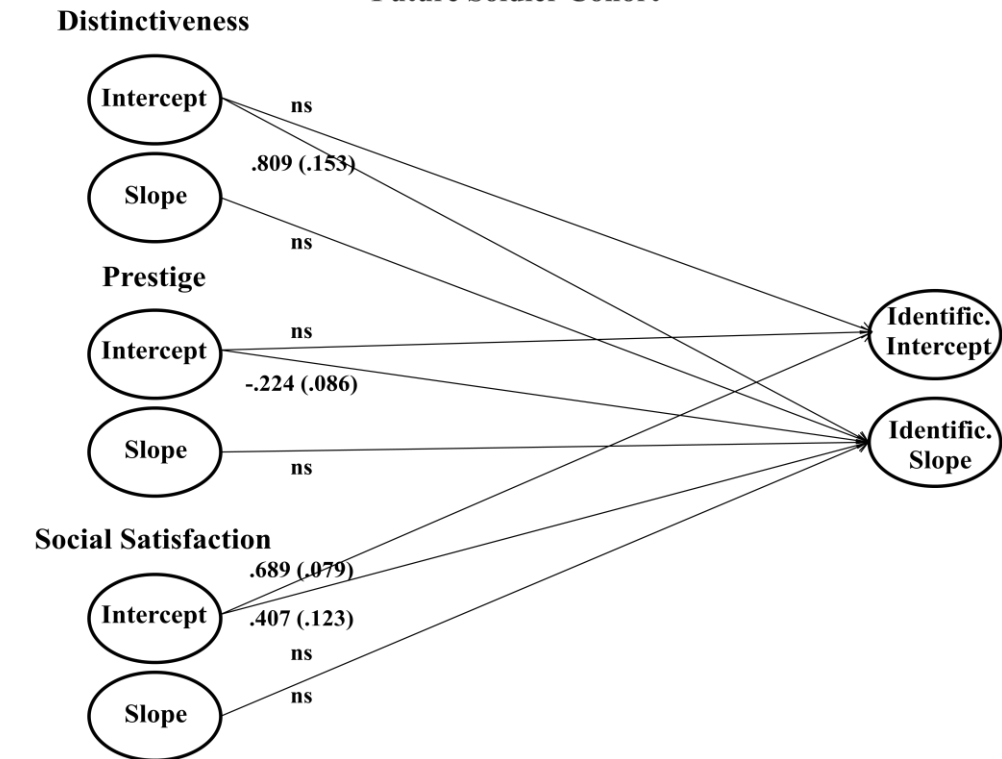 Future Soldier Cohort
Distinctiveness
Intercept
ns
.809 (.153)
Slope
ns
Prestige
Intercept
ns
-.224 (.086)
Slope
ns
Identific.
Intercept
Identific.
Slope
Social Satisfaction
Intercept
.689 (.079)
.407 (.123)
ns
Slope
ns